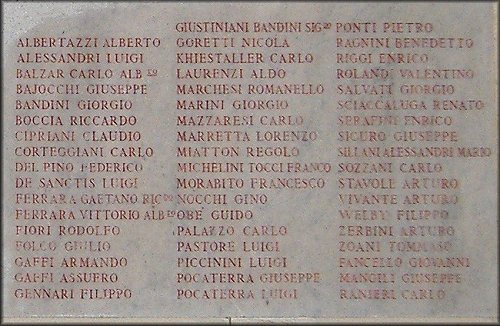 ALBERTAZZI ALBERTO
ALESSANDRI LUIGI
BALZAR CARLO ALB TO
BAJOCCHI GIUSEPPE
BANDINI GIORGIO
BOCCIA RICCARDO
CIPRIANI CLAUDIO
CORTEGGIANI CARLO
DEL PINO FEDERICO
DE SANCTIS LUIGI
FERRARA GAETANO RIC DO
FERRARA VITTORIO ALB TO
FIORI RODOLFO
FOLCO GIULIO
GAFFI ARMANDO
GAFFI ASSUERO
GENNARI FILIPPO
GIUSTINIANI BANDINI SIG DO
GORETTI NICOLA
KHIESTALLER CARLO
LAURENZI ALDO
MARCHESI ROMANELLO
MARINI GIORGIO
MAZZARESI CARLO
MARRETTA LORENZO
MIATTON REGOLO
MICHELINI TOCCI FRANCO
MORABITO FRANCESCO
NOCCHI GINO
OBE' GUIDO
PALAZZO CARLO
PASTORE LUIGI
PICCININI LUIGI
POCATERRA GIUSEPPE
POCATERRA LUIGI
PONTI PIETRO
RAGNINI BENEDETTO
RIGGI ENRICO
ROLANDI VALENTINO
SALVATI GIORGIO
SCIACCALUGA RENATO
SERAFINI ENRICO
SICURO GIUSEPPE
SILLANI ALESSANDRI MARIO
SOZZANI CARLO
STAVOLE ARTURO
VIVANTE ARTURO
WELBY FILIPPO
ZERBINI ARTURO
ZOANI TOMMASO
FANCELLO GIOVANNI
MANGILI GIUSEPPE
RANIERI CARLO